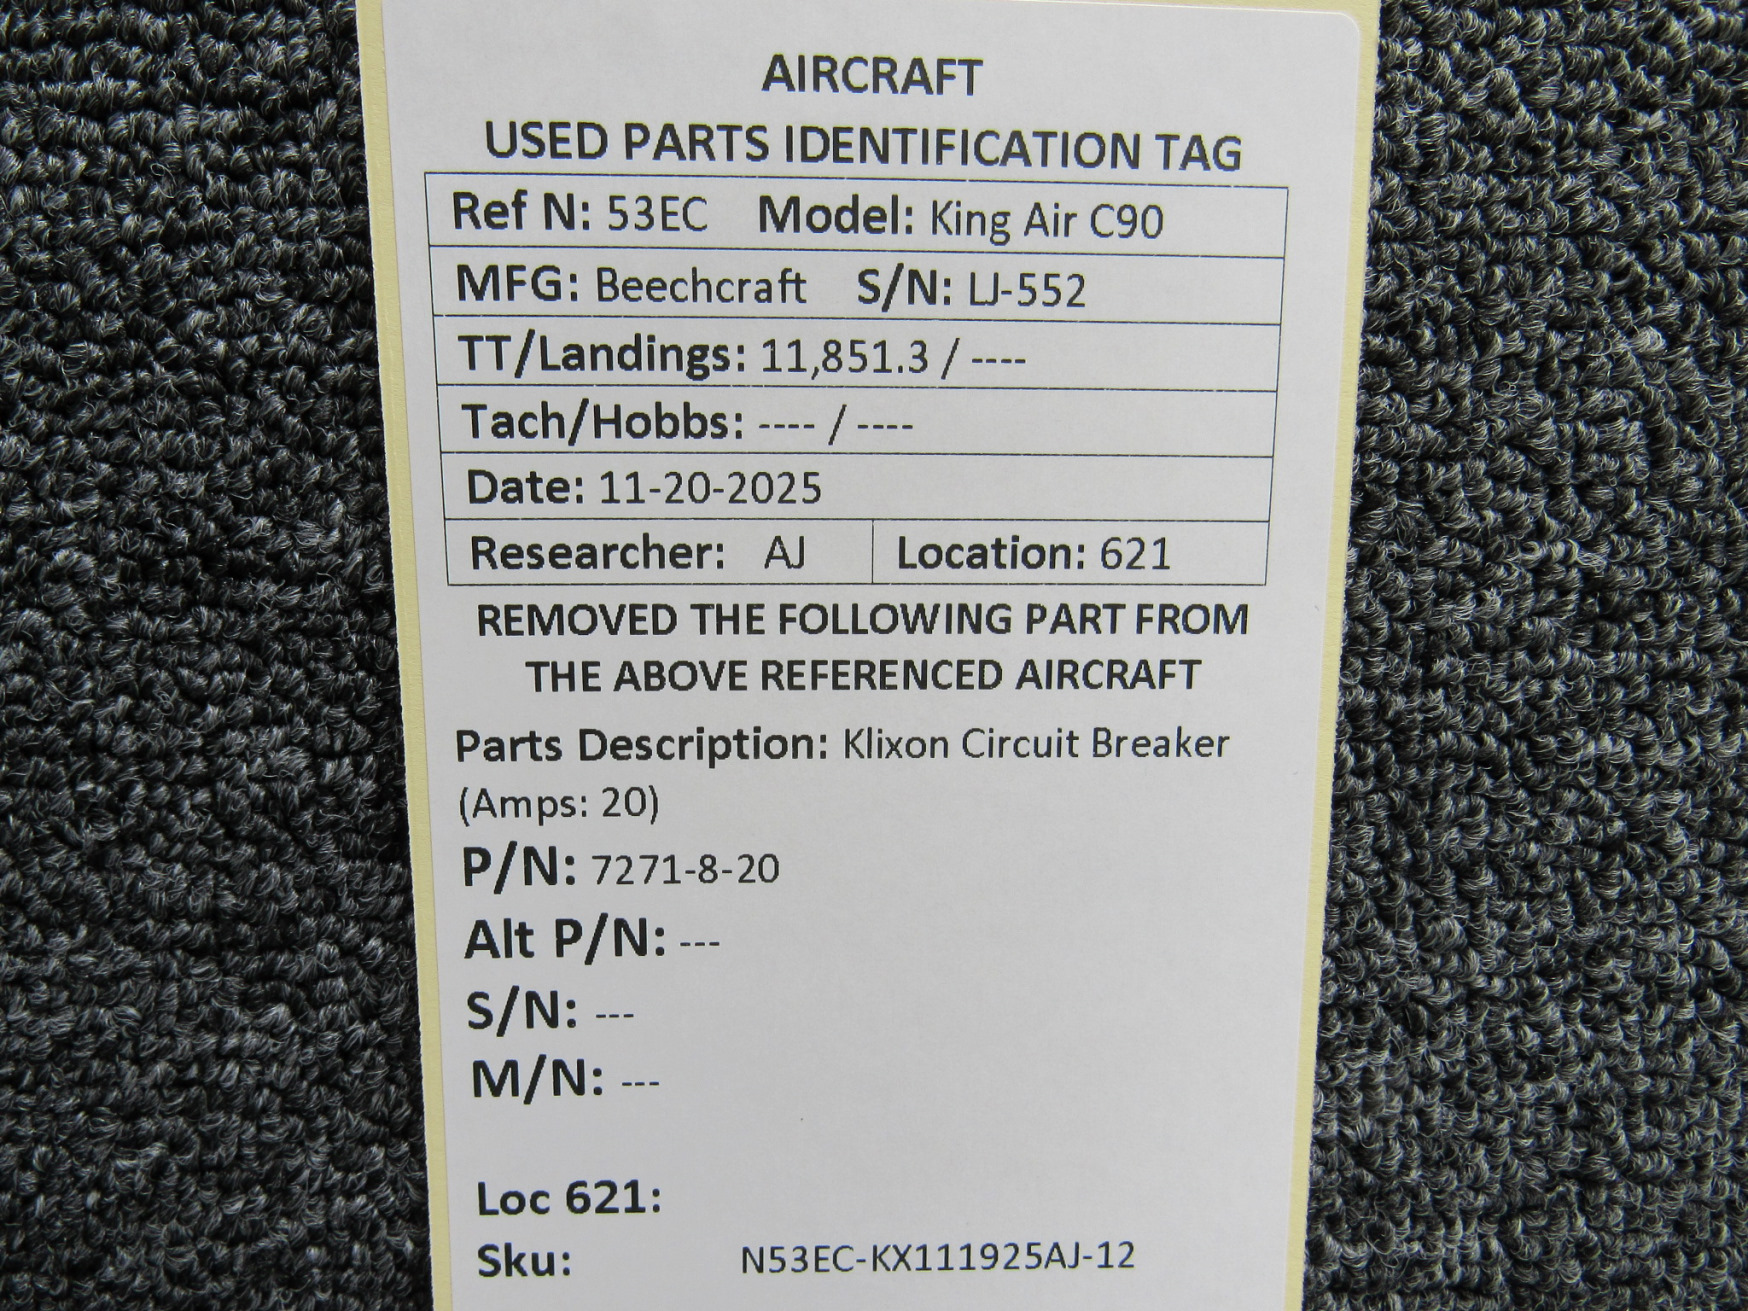 AIRCRAFT
USED PARTS IDENTIFICATION TAG
Ref N: 53EC Model: King Air C90
MFG: Beechcraft S/N: LJ-552
TT/Landings: 11,851.3 / ----
Tach/Hobbs: ---- / ----
Date: 11-20-2025
Researcher: AJ Location: 621
REMOVED THE FOLLOWING PART FROM
THE ABOVE REFERENCED AIRCRAFT
Parts Description: Klixon Circuit Breaker
(Amps: 20)
P/N: 7271-8-20
Alt P/N: ---
S/N: ---
M/N: ---
Loc 621:
Sku: N53EC-KX111925AJ-12